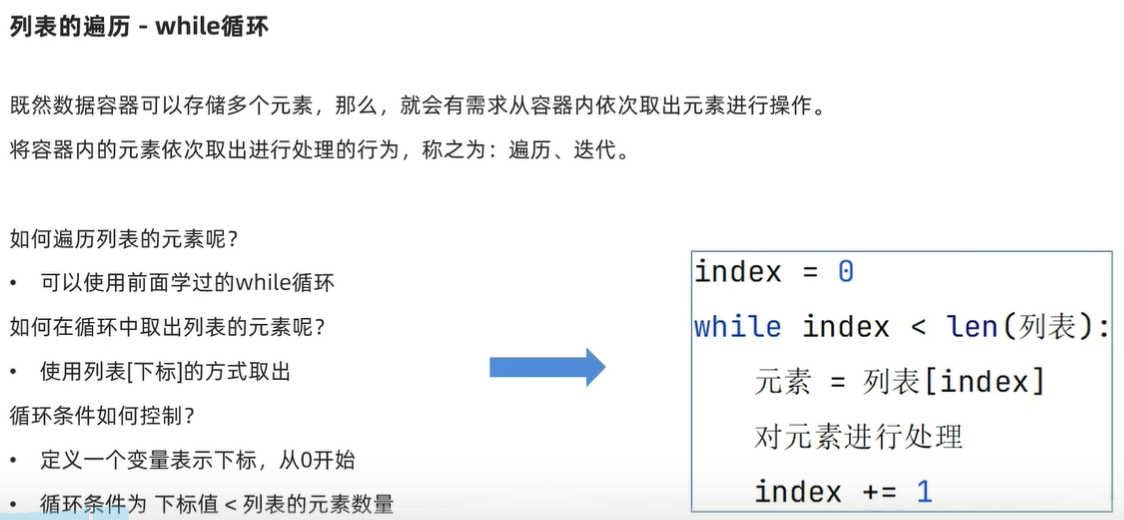 列表的遍历 - while循环
既然数据容器可以存储多个元素，那么，就会有需求从容器内依次取出元素进行操作。
将容器内的元素依次取出进行处理的行为，称之为：遍历、迭代。
如何遍历列表的元素呢？
• 可以使用前面学过的while循环
如何在循环中取出列表的元素呢？
• 使用列表[下标]的方式取出
循环条件如何控制？
• 定义一个变量表示下标，从0开始
• 循环条件为 下标值 < 列表的元素数量
index = 0
while index < len(列表):
元素 = 列表[index]
对元素进行处理
index += 1